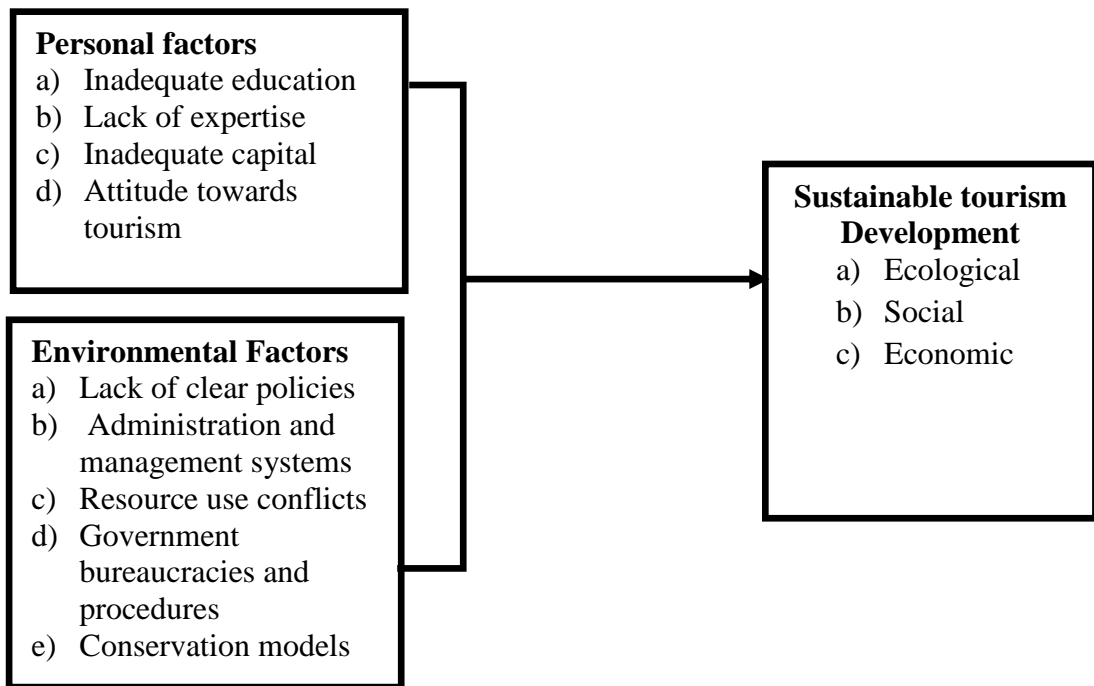 Personal factors
a) Inadequate education
b) Lack of expertise
c) Inadequate capital
d) Attitude towards
tourism
Environmental Factors
a) Lack of clear policies
b) Administration and
management systems
c) Resource use conflicts
d) Government
bureaucracies and
procedures
e) Conservation models
Sustainable tourism
Development
a) Ecological
b) Social
c) Economic